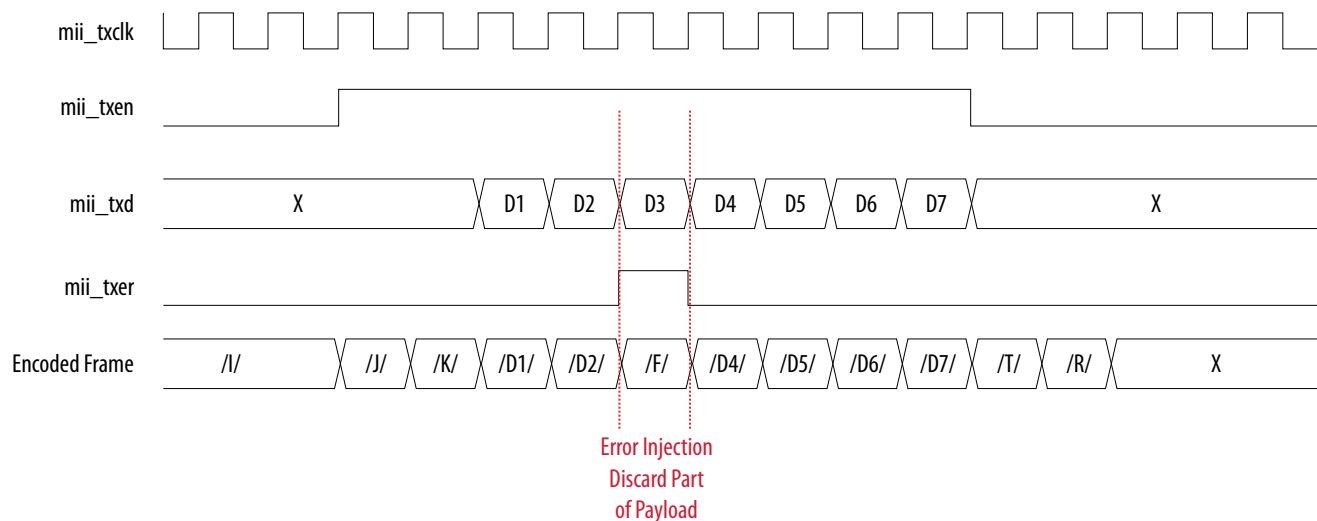 mii_txclk
mii_txen
mii_txd X D1 D2 D3 D4 D5 D6 D7 X
mii_txer
Encoded Frame /I/ /J/ /K/ /D1/ /D2/ /F/ /D4/ /D5/ /D6/ /D7/ /T/ /R/ X
Error Injection
Discard Part
of Payload